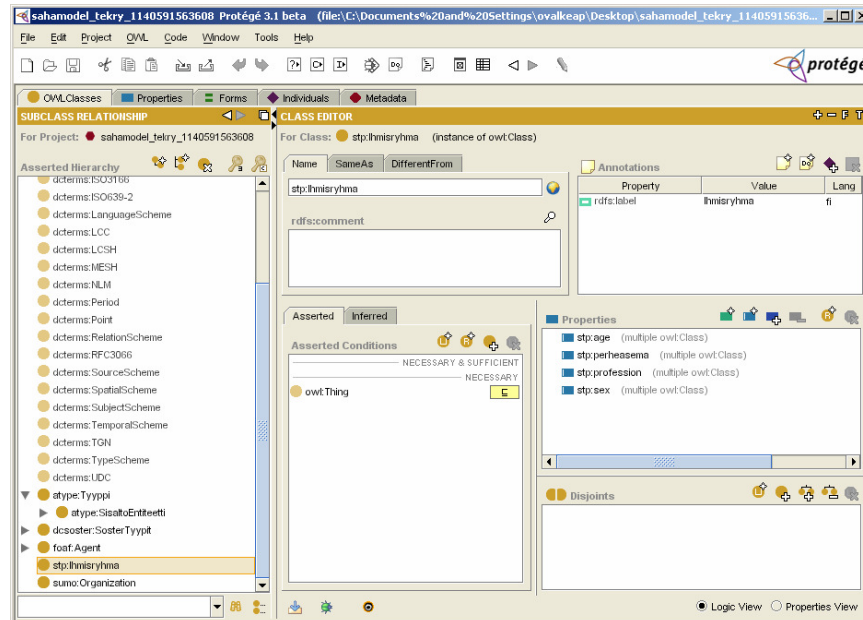 sahamodel_tekry_1140591563608 Protégé 3.1 beta (file:\C:\Documents%20and%20Settings\ovalkeap\Desktop\sahamodel_tekry_11405915636...
File Edit Project OWL Code Window Tools Help
protégé
OWLClasses Properties Forms Individuals Metadata
SUBCLASS RELATIONSHIP
For Project: sahamodel_tekry_1140591563608
Asserted Hierarchy
dcterms:ISO3166
dcterms:ISO639-2
dcterms:LanguageScheme
dcterms:LCC
dcterms:LCSH
dcterms:MESH
dcterms:NLM
dcterms:Period
dcterms:Point
dcterms:RelationScheme
dcterms:RFC3066
dcterms:SourceScheme
dcterms:SpatialScheme
dcterms:SubjectScheme
dcterms:TemporalScheme
dcterms:TGN
dcterms:TypeScheme
dcterms:UDC
atype:Tyyppi
atype:SisaltoEntiteetti
dcsoster:SosterTyypit
foaf:Agent
stp:Ihmisryhma
sumo:Organization
CLASS EDITOR
For Class: stp:Ihmisryhma (instance of owl:Class)
Name SameAs DifferentFrom
stp:Ihmisryhma
rdfs:comment
Annotations
Property Value Lang
rdfs:label Ihmisryhma fi
Asserted Inferred
Asserted Conditions
NECESSARY & SUFFICIENT
NECESSARY
owl:Thing ⊑
Properties
stp:age (multiple owl:Class)
stp:perheasema (multiple owl:Class)
stp:profession (multiple owl:Class)
stp:sex (multiple owl:Class)
Disjoints
Logic View Properties View